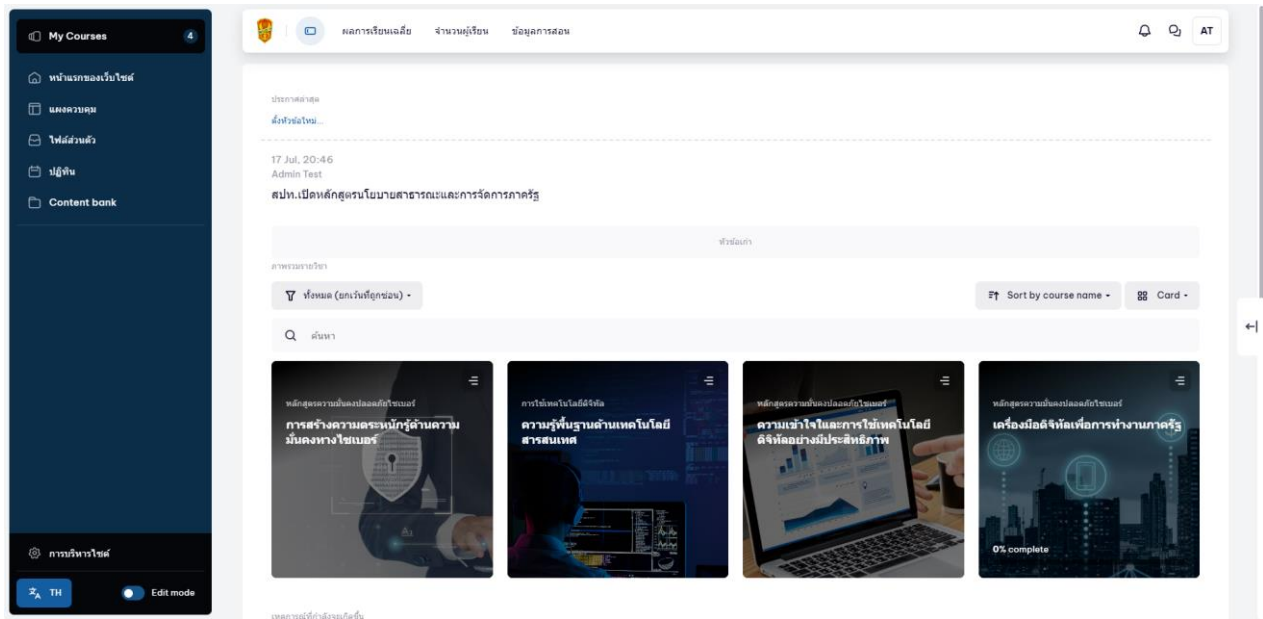 My Courses
4
หน้าแรกของเว็บไซต์
แผงควบคุม
ไฟล์ส่วนตัว
ปฏิทิน
Content bank
การบริหารไซต์
TH
Edit mode
ผลการเรียนเฉลี่ย
จำนวนผู้เรียน
ข้อมูลการสอน
AT
ประกาศล่าสุด
ตั้งหัวข้อใหม่...
17 Jul, 20:46
Admin Test
สปท.เปิดหลักสูตรนโยบายสาธารณะและการจัดการภาครัฐ
หัวข้อเก่า
ภาพรวมรายวิชา
ทั้งหมด (ยกเว้นที่ถูกซ่อน)
Sort by course name
Card
ค้นหา
หลักสูตรความมั่นคงปลอดภัยไซเบอร์
การสร้างความตระหนักรู้ด้านความ
มั่นคงทางไซเบอร์
การใช้เทคโนโลยีดิจิทัล
ความรู้พื้นฐานด้านเทคโนโลยี
สารสนเทศ
หลักสูตรความมั่นคงปลอดภัยไซเบอร์
ความเข้าใจและการใช้เทคโนโลยี
ดิจิทัลอย่างมีประสิทธิภาพ
หลักสูตรความมั่นคงปลอดภัยไซเบอร์
เครื่องมือดิจิทัลเพื่อการทำงานภาครัฐ
0% complete
เหตุการณ์ที่กำลังจะเกิดขึ้น